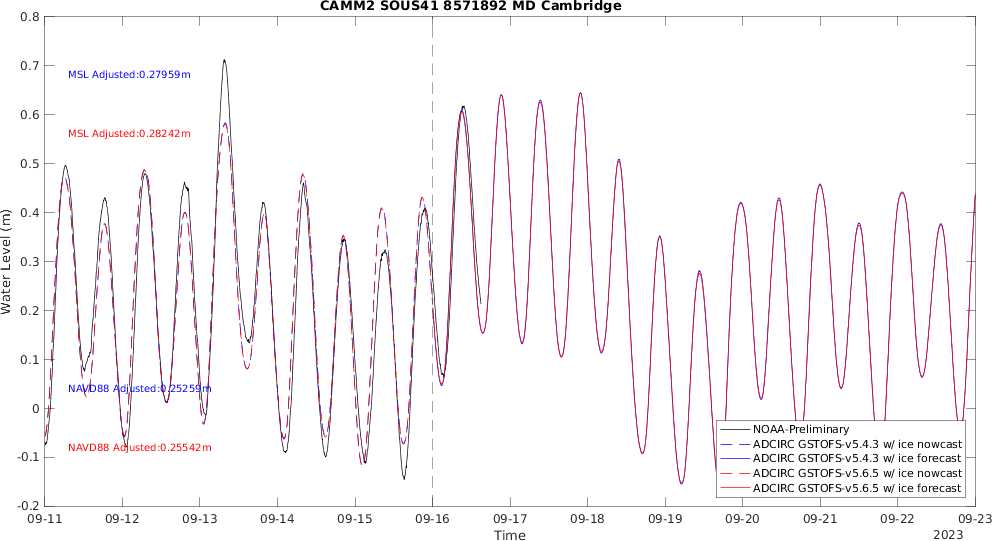 CAMM2 SOUS41 8571892 MD Cambridge
0.8
0.7
0.6
0.5
0.4
0.3
0.2
0.1
0
-0.1
-0.2
Water Level (m)
MSL Adjusted:0.27959m
MSL Adjusted:0.28242m
NAVD88 Adjusted:0.25259m
NAVD88 Adjusted:0.25542m
NOAA-Preliminary
ADCIRC GSTOFS-v5.4.3 w/ ice nowcast
ADCIRC GSTOFS-v5.4.3 w/ ice forecast
ADCIRC GSTOFS-v5.6.5 w/ ice nowcast
ADCIRC GSTOFS-v5.6.5 w/ ice forecast
09-11 09-12 09-13 09-14 09-15 09-16 09-17 09-18 09-19 09-20 09-21 09-22 09-23
Time
2023